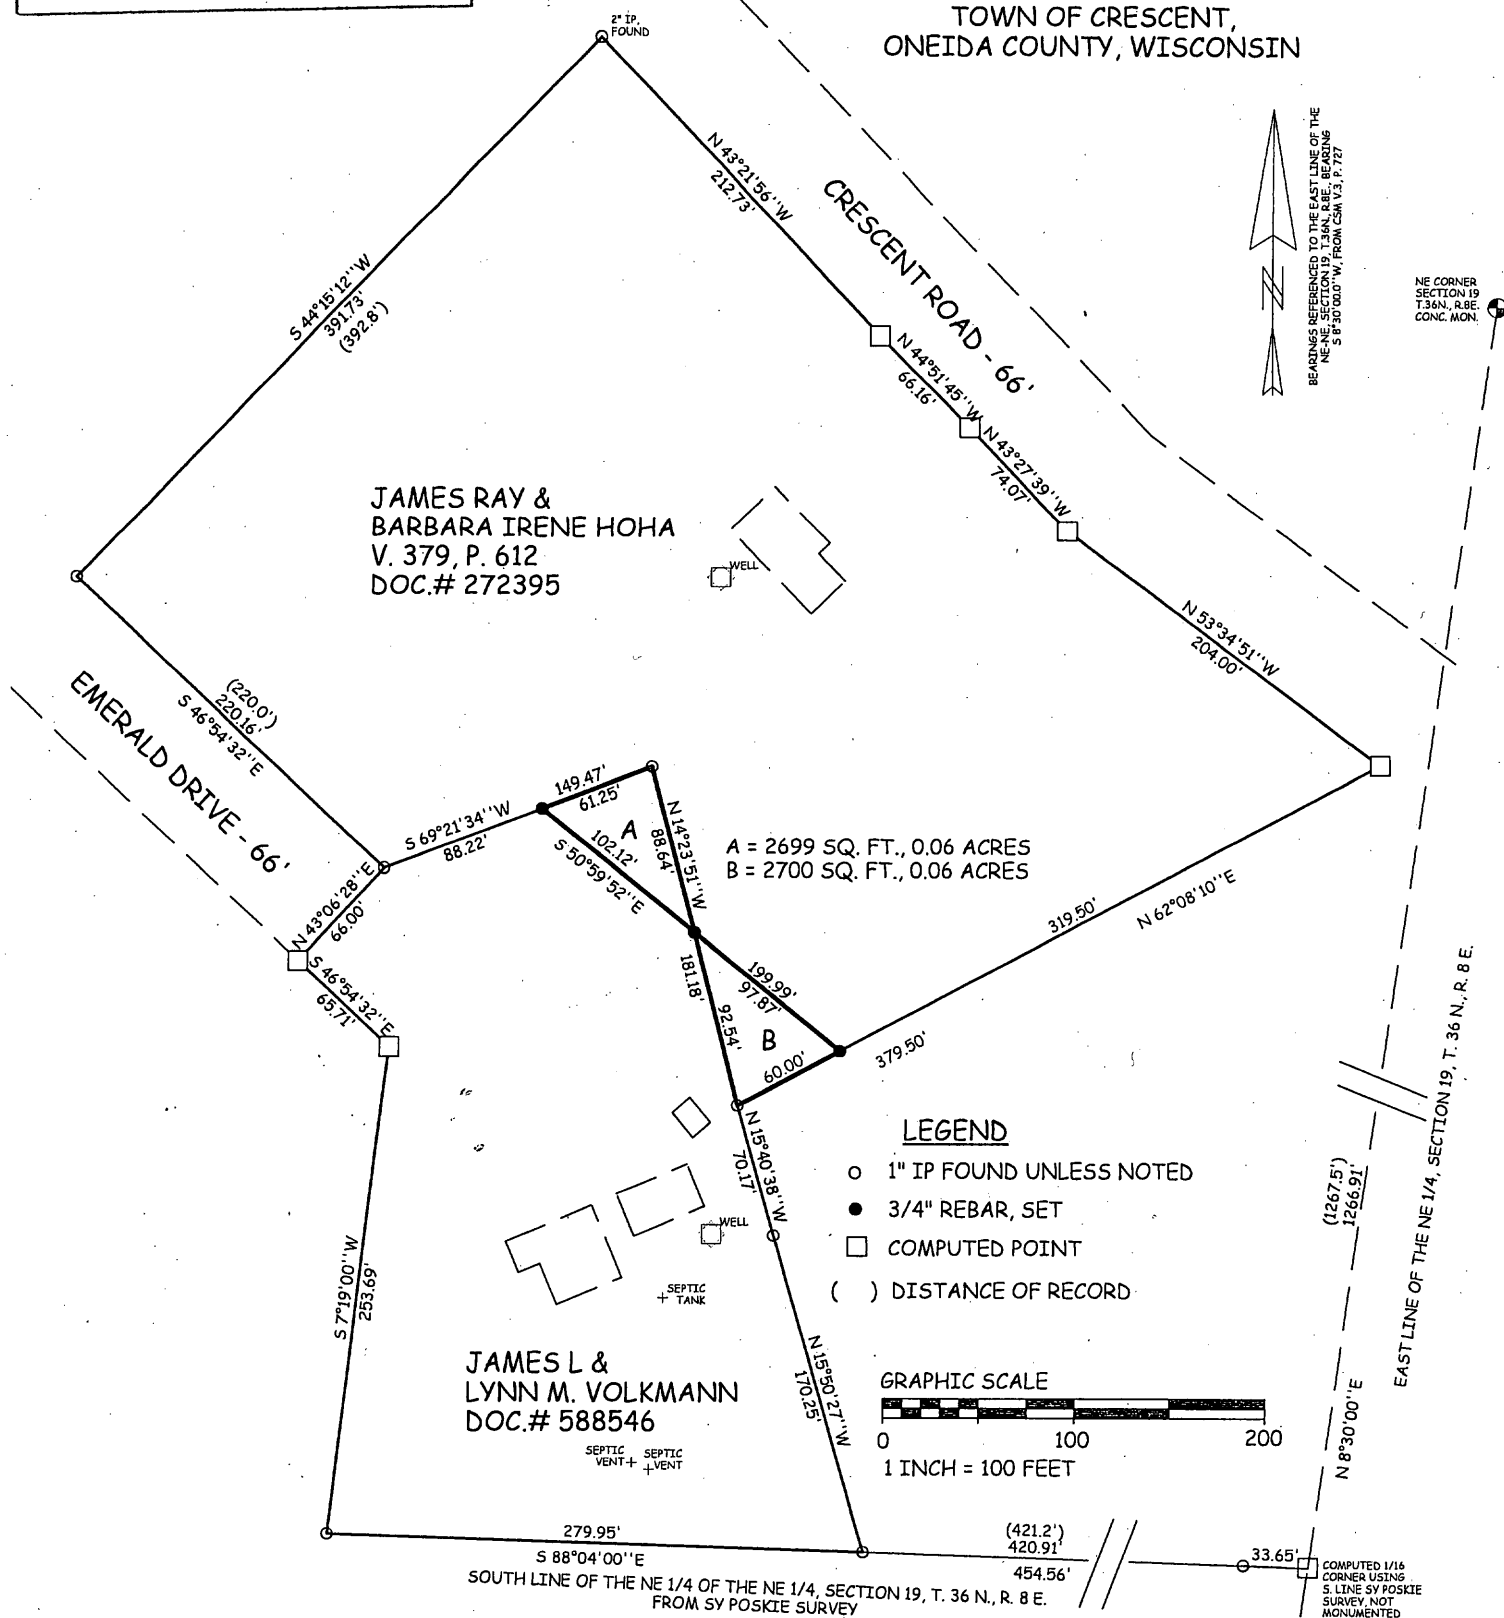 TOWN OF CRESCENT,
ONEIDA COUNTY, WISCONSIN
2" IP,
FOUND
N 43°21'56''W
212.73'
CRESCENT ROAD - 66'
BEARINGS REFERENCED TO THE EAST LINE OF THE
NE-NE, SECTION 19, T.36N., R.8E., BEARING
S 8°30'00.0''W, FROM CSM V.3, P.727
N
NE CORNER
SECTION 19
T.36N., R.8E.
CONC. MON.
S 44°15'12''W
391.73'
(392.8')
N 44°51'45''W
66.16'
N 43°27'39''W
74.07'
JAMES RAY &
BARBARA IRENE HOHA
V. 379, P. 612
DOC.# 272395
WELL
N 53°34'51''W
204.00'
(220.0')
220.16'
S 46°54'32''E
EMERALD DRIVE - 66'
149.47'
61.25'
S 69°21'34''W
88.22'
A
102.12'
S 50°59'52''E
N 14°23'51''W
88.64'
A = 2699 SQ. FT., 0.06 ACRES
B = 2700 SQ. FT., 0.06 ACRES
N 43°06'28''E
66.00'
319.50'
N 62°08'10''E
S 46°54'32''E
65.71'
181.18'
92.54'
199.99'
97.87'
B
60.00'
379.50'
N 15°40'38''W
70.17'
LEGEND
1" IP FOUND UNLESS NOTED
3/4" REBAR, SET
COMPUTED POINT
( ) DISTANCE OF RECORD
(1267.5')
1266.91'
EAST LINE OF THE NE 1/4, SECTION 19, T. 36 N., R. 8 E.
N 8°30'00''E
WELL
SEPTIC
TANK
S 7°19'00''W
253.69'
JAMES L &
LYNN M. VOLKMANN
DOC.# 588546
SEPTIC
VENT
SEPTIC
VENT
N 15°50'27''W
170.25'
GRAPHIC SCALE
0 100 200
1 INCH = 100 FEET
279.95'
S 88°04'00''E
(421.2')
420.91'
454.56'
33.65'
COMPUTED 1/16
CORNER USING
S. LINE SY POSKIE
SURVEY, NOT
MONUMENTED
SOUTH LINE OF THE NE 1/4 OF THE NE 1/4, SECTION 19, T. 36 N., R. 8 E.
FROM SY POSKIE SURVEY